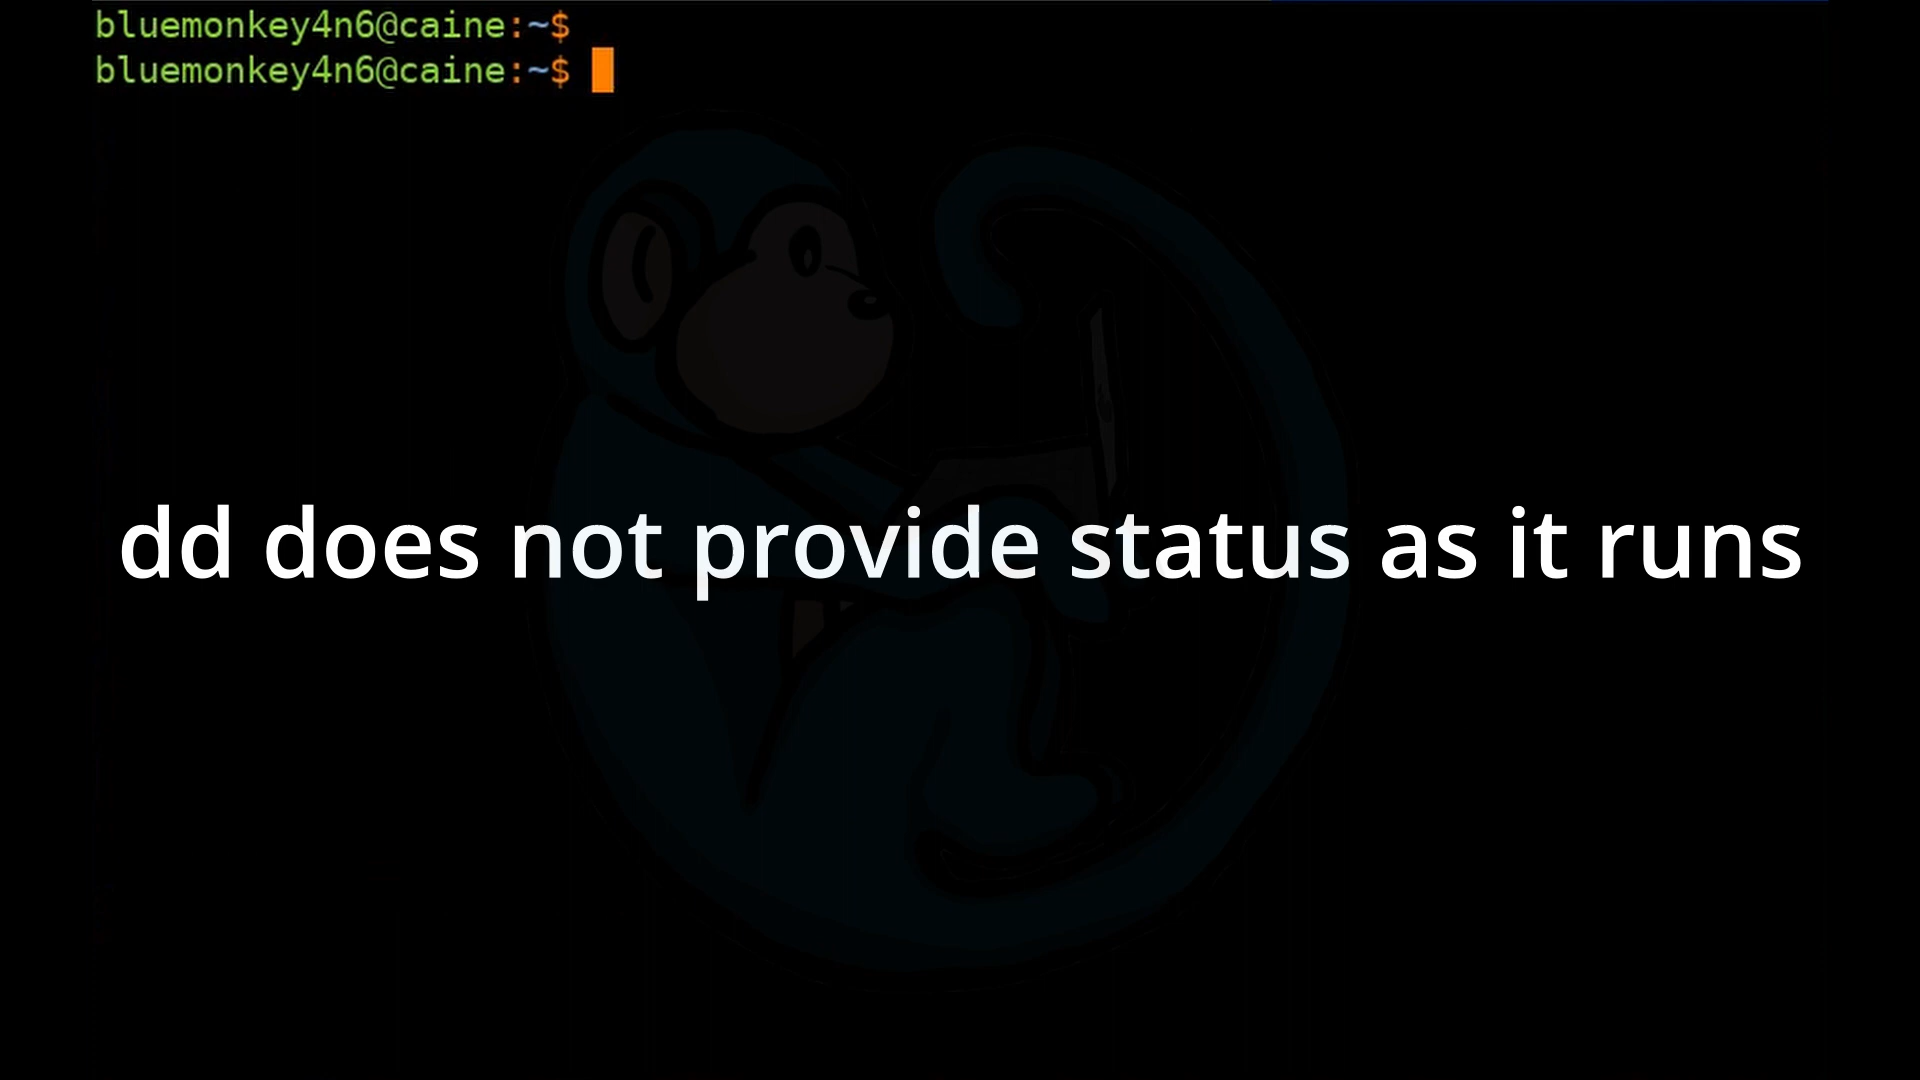 bluemonkey4n6@caine:~$
bluemonkey4n6@caine:~$
dd does not provide status as it runs